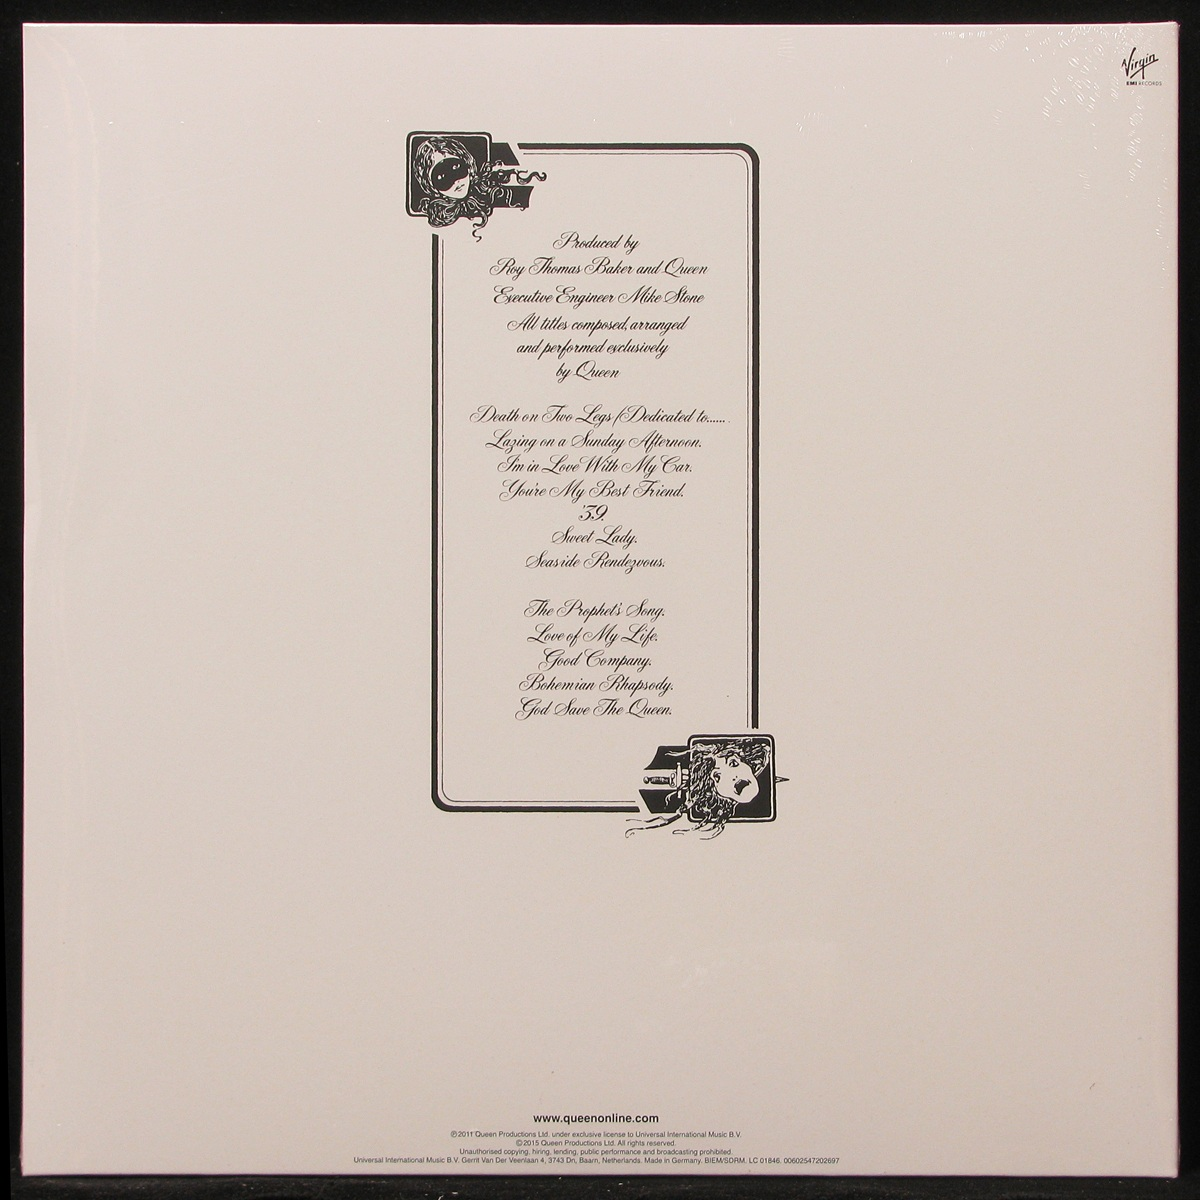 Virgin
EMI RECORDS
Produced by
Roy Thomas Baker and Queen
Executive Engineer Mike Stone
All titles composed, arranged
and performed exclusively
by Queen
Death on Two Legs (Dedicated to......
Lazing on a Sunday Afternoon.
I'm in Love With My Car.
You're My Best Friend.
'39.
Sweet Lady.
Seaside Rendezvous.
The Prophet's Song.
Love of My Life.
Good Company.
Bohemian Rhapsody.
God Save The Queen.
www.queenonline.com
℗2011 Queen Productions Ltd. under exclusive license to Universal International Music B.V.
©2015 Queen Productions Ltd. All rights reserved.
Unauthorised copying, hiring, lending, public performance and broadcasting prohibited.
Universal International Music B.V. Gerrit Van Der Veenlaan 4, 3743 Dn, Baarn, Netherlands. Made in Germany. BIEM/SDRM. LC 01846. 00602547202697